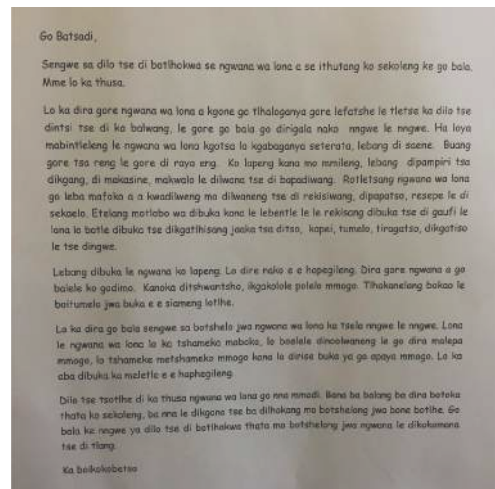 Go Batsadi,
Sengwe sa dilo tse di botlhokwa se ngwana wa lona a se ithutang ko sekoleng ke go bala.
Mme lo ka thusa.
Lo ka dira gore ngwana wa lona a kgone go tlhaloganya gore lefatshe le tletse ka dilo tse
dintsi tse di ka balwang, le gore go bala go dirigala nako nngwe le nngwe. Ha loya
mabintleleng le ngwana wa lona kgotsa lo kgabaganya seterata, lebang di saene. Buang
gore tsa reng le gore di raya eng. Ko lapeng kana mo mmileng, lebang dipampiri tsa
dikgang, di makasine, makwalo le dilwana tse di bapadiwang. Rotletsang ngwana wa lona
go leba mafoko a a kwadilweng mo dilwaneng tse di rekisiwang, dipapatso, resepe le di
sekaelo. Etelang motlobo wa dibuka kana le lebentle le le rekisang dibuka tse di gaufi le
lona lo batle dibuka tse dikgatlhisang jaaka tsa ditso, kapei, tumelo, tiragatso, dikgatiso
le tse dingwe.
Lebang dibuka le ngwana ko lapeng. Lo dire nako e e hapegileng. Dira gore ngwana a go
balele ko godimo. Kanoka ditshwantsho, ikgakolole polelo mmogo. Tlhakanelang bokao le
boitumelo jwa buka e e siameng lotlhe.
Lo ka dira go bala sengwe sa botshelo jwa ngwana wa lona ka tsela nngwe le nngwe. Lona
le ngwana wa lona lo ka tshameka maboko, lo boelele dinoolwaneng le go dira malepa
mmogo, lo tshameke metshameko mmogo kana lo dirise buka ya go apaya mmogo. Lo ka
aba dibuka ka meletlo e e haphegileng.
Dilo tse tsotlhe di ka thusa ngwana wa lona go nna mmadi. Bana ba balang ba dira botoka
thata ko sekoleng, ba nna le dikgono tse ba dilhokang mo botshelong jwa bone botlhe. Go
bala ke nngwe ya dilo tse di botlhokwa thata mo botshelong jwa ngwana le dikokomana
tse di tlang.
Ka boikokobetso